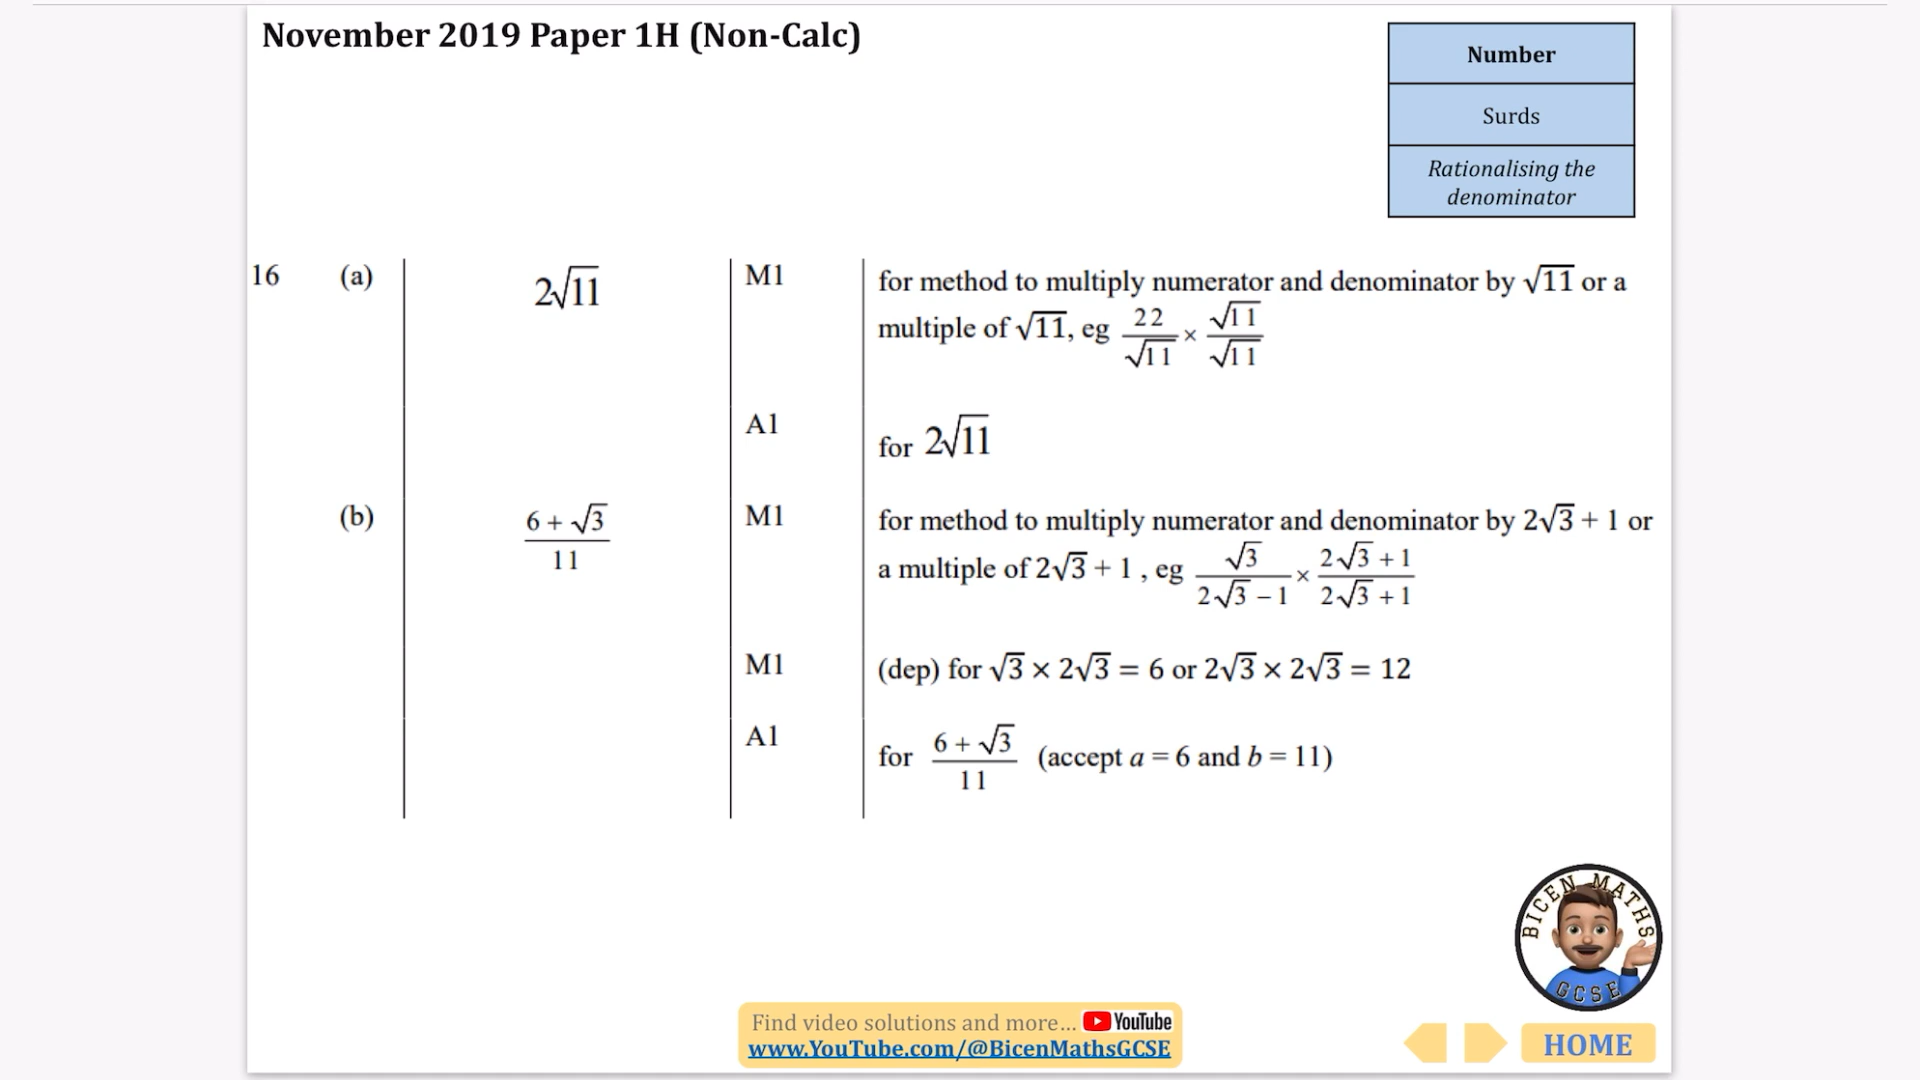 November 2019 Paper 1H (Non-Calc)
Number
Surds
Rationalising the
denominator
16 (a) 2√11 M1 for method to multiply numerator and denominator by √11 or a
multiple of √11, eg 22/√11 × √11/√11
A1 for 2√11
(b) (6 + √3)/11 M1 for method to multiply numerator and denominator by 2√3 + 1 or
a multiple of 2√3 + 1 , eg √3/(2√3 – 1) × (2√3 + 1)/(2√3 + 1)
M1 (dep) for √3 × 2√3 = 6 or 2√3 × 2√3 = 12
A1 for (6 + √3)/11 (accept a = 6 and b = 11)
BICEN MATHS
GCSE
Find video solutions and more... YouTube
www.YouTube.com/@BicenMathsGCSE
HOME